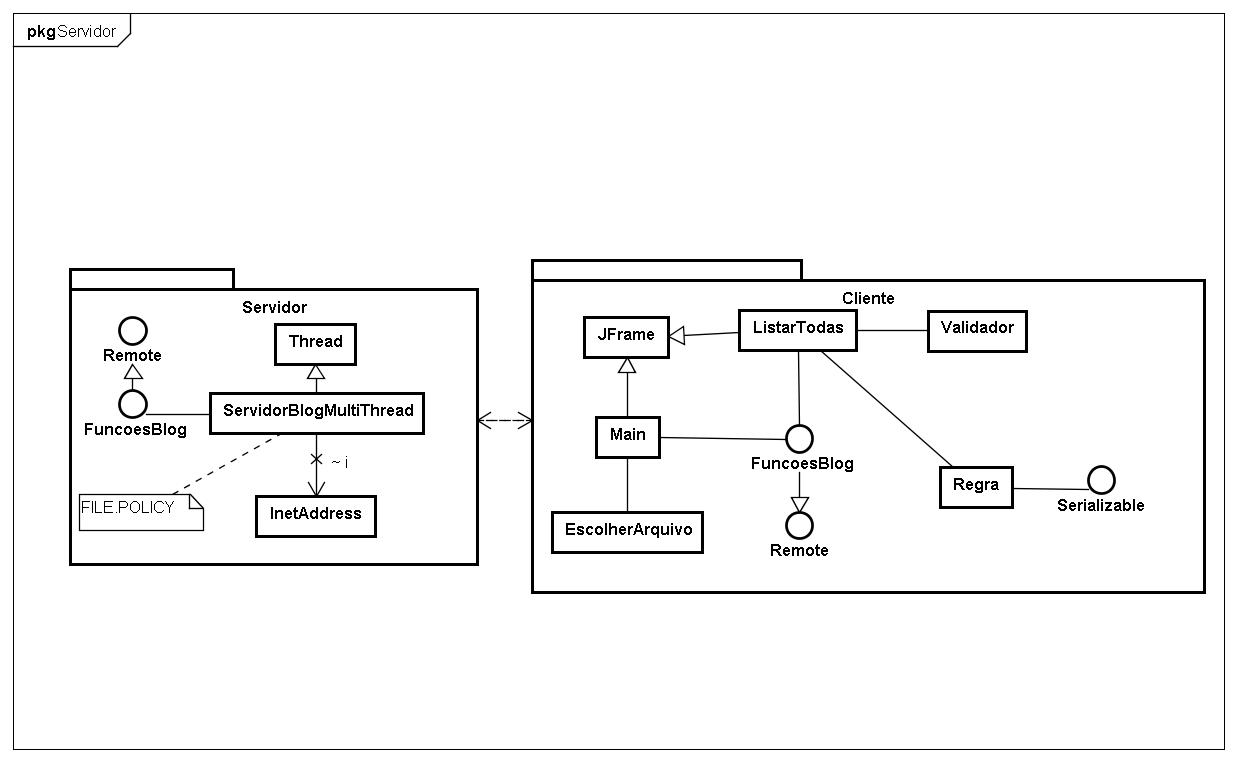 pkgServidor
Servidor
Remote
Thread
FuncoesBlog
ServidorBlogMultiThread
~ i
FILE.POLICY
InetAddress
Cliente
JFrame
ListarTodas
Validador
Main
FuncoesBlog
Regra
Serializable
EscolherArquivo
Remote